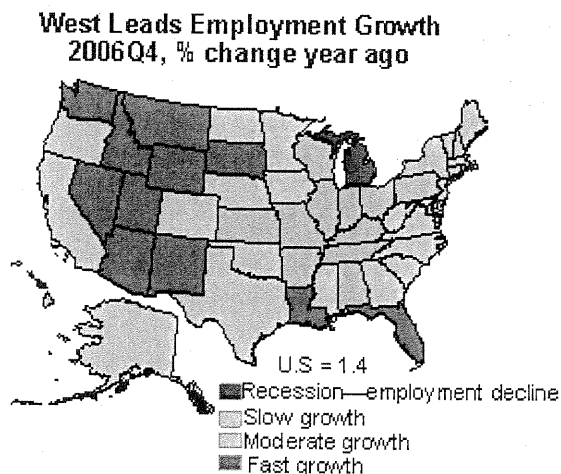 West Leads Employment Growth
2006Q4, % change year ago
U.S = 1.4
Recession—employment decline
Slow growth
Moderate growth
Fast growth